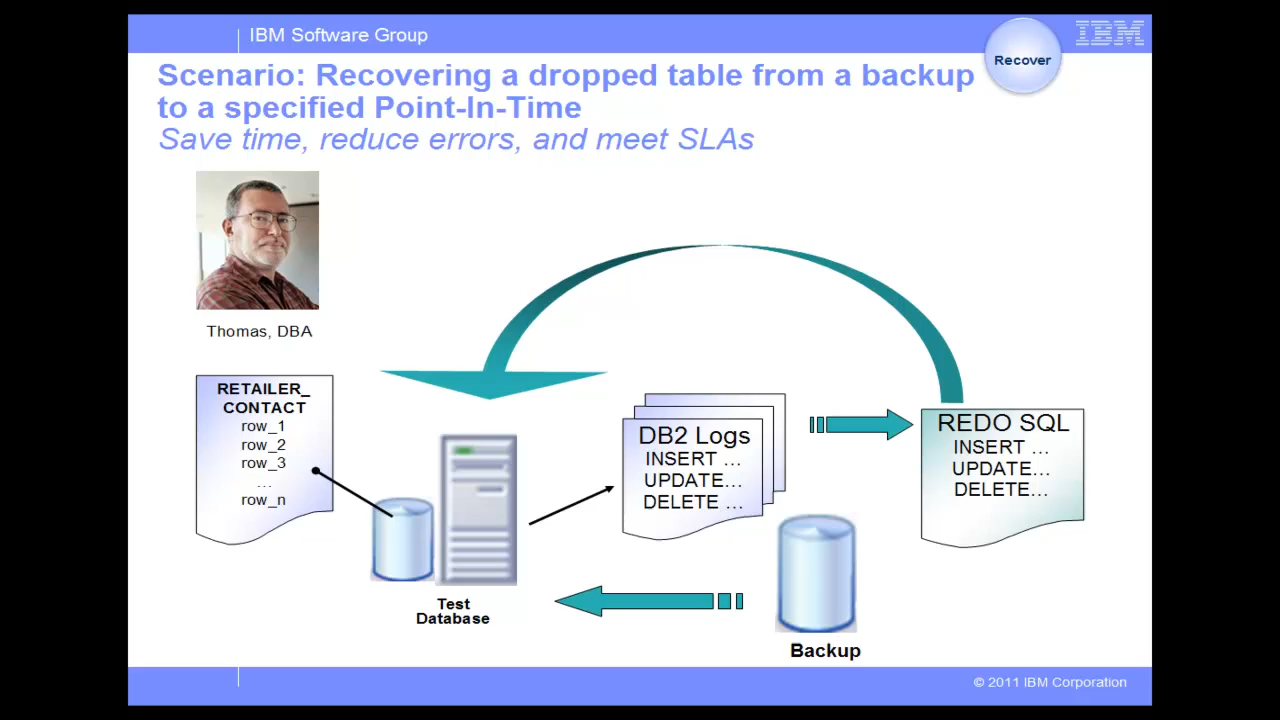 IBM Software Group
IBM
Recover
Scenario: Recovering a dropped table from a backup
to a specified Point-In-Time
Save time, reduce errors, and meet SLAs
Thomas, DBA
RETAILER_
CONTACT
row_1
row_2
row_3
...
row_n
Test
Database
DB2 Logs
INSERT ...
UPDATE...
DELETE ...
REDO SQL
INSERT ...
UPDATE...
DELETE...
Backup
© 2011 IBM Corporation